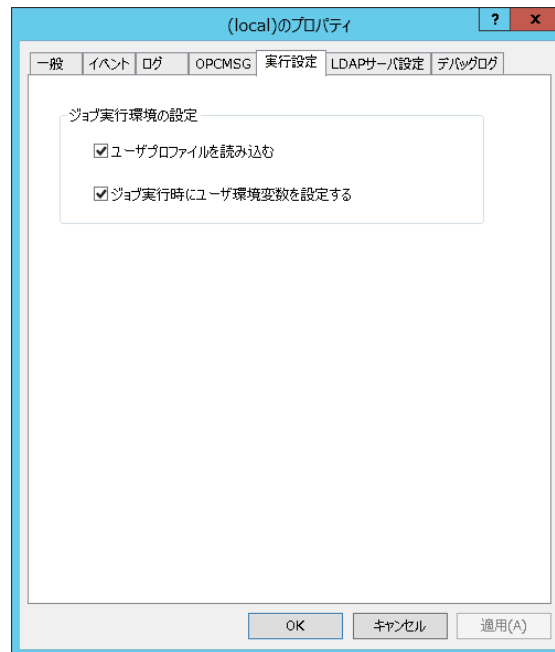 (local)のプロパティ
? x
一般 イベント ログ OPCMSG 実行設定 LDAPサーバ設定 デバッグログ
ジョブ実行環境の設定
ユーザプロファイルを読み込む
ジョブ実行時にユーザ環境変数を設定する
OK キャンセル 適用(A)